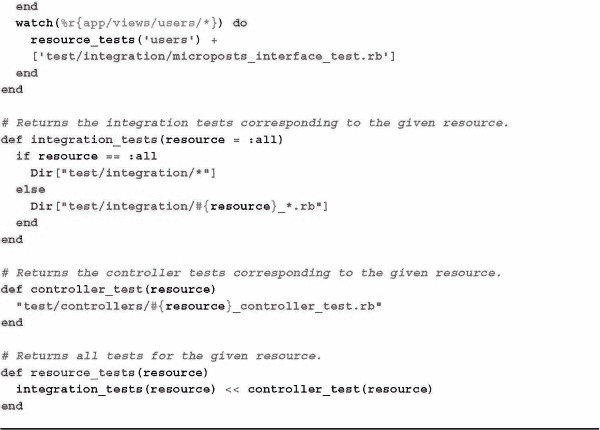 end
  watch(%r{app/views/users/*}) do
    resource_tests('users') +
    ['test/integration/microposts_interface_test.rb']
  end
end

# Returns the integration tests corresponding to the given resource.
def integration_tests(resource = :all)
  if resource == :all
    Dir["test/integration/*"]
  else
    Dir["test/integration/#{resource}_*.rb"]
  end
end

# Returns the controller tests corresponding to the given resource.
def controller_test(resource)
  "test/controllers/#{resource}_controller_test.rb"
end

# Returns all tests for the given resource.
def resource_tests(resource)
  integration_tests(resource) << controller_test(resource)
end